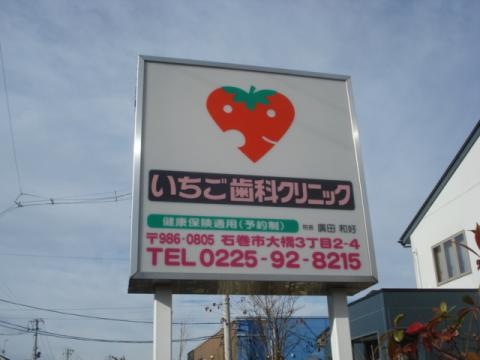 いちご歯科クリニック
健康保険適用(予約制) 院長 廣田 和好
〒986-0805 石巻市大橋3丁目2-4
TEL 0225-92-8215